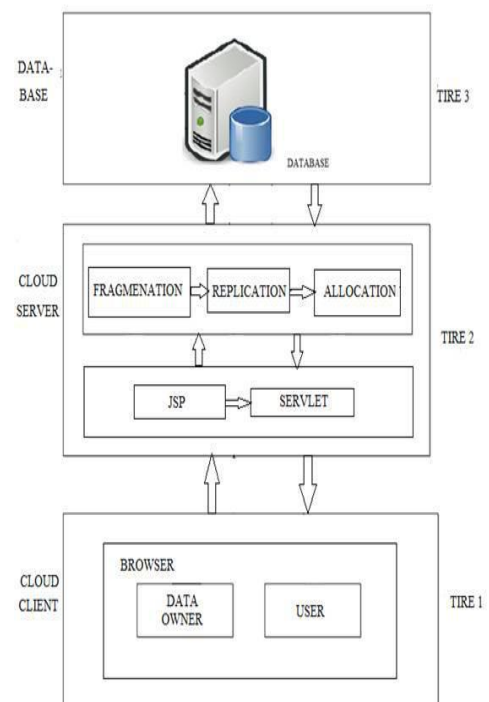 DATA-
BASE
TIRE 3
DATABASE
CLOUD
SERVER
FRAGMENATION
REPLICATION
ALLOCATION
TIRE 2
JSP
SERVLET
CLOUD
CLIENT
BROWSER
DATA
OWNER
USER
TIRE 1